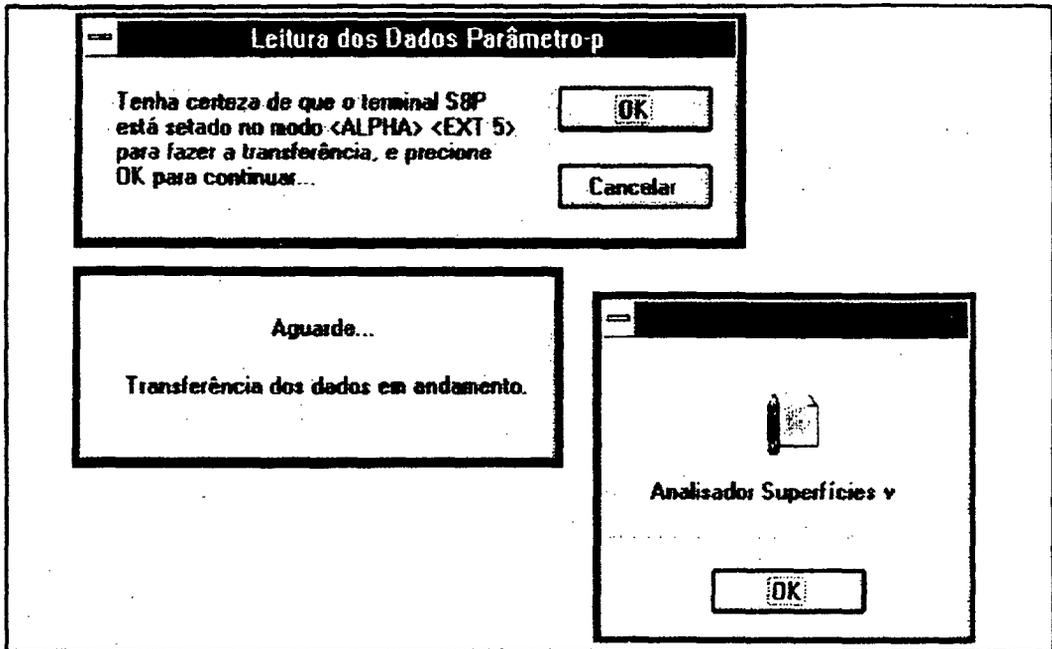 Leitura dos Dados Parâmetro-p
Tenha certeza de que o terminal S8P
está setado no modo <ALPHA> <EXT 5>
para fazer a transferência, e precione
OK para continuar...
OK
Cancelar
Aguarde...
Transferência dos dados em andamento.
Analisador Superfícies v
OK